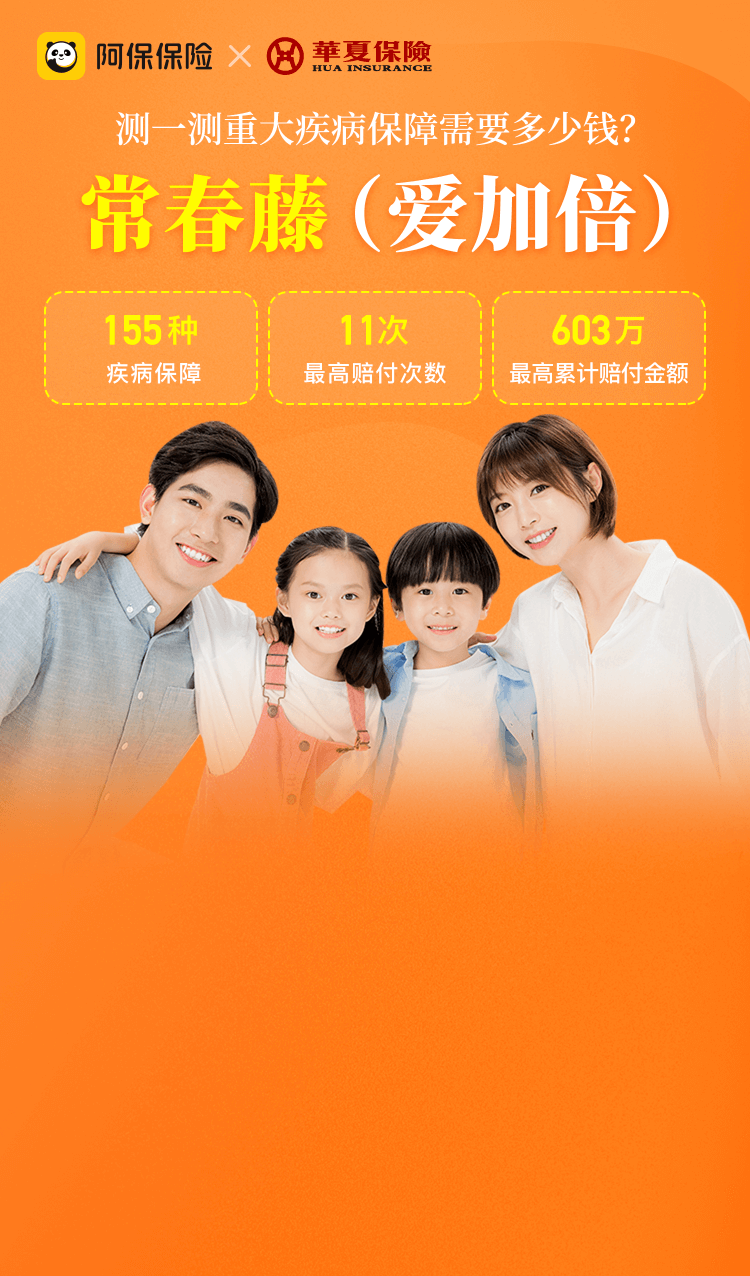 阿保保险 × 華夏保險
HUA INSURANCE
测一测重大疾病保障需要多少钱?
常春藤(爱加倍)
155种 11次 603万
疾病保障 最高赔付次数 最高累计赔付金额